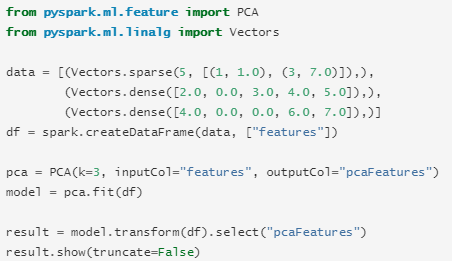 from pyspark.ml.feature import PCA
from pyspark.ml.linalg import Vectors
data = [(Vectors.sparse(5, [(1, 1.0), (3, 7.0)]),),
(Vectors.dense([2.0, 0.0, 3.0, 4.0, 5.0]),),
(Vectors.dense([4.0, 0.0, 0.0, 6.0, 7.0]),)]
df = spark.createDataFrame(data, ["features"])
pca = PCA(k=3, inputCol="features", outputCol="pcaFeatures")
model = pca.fit(df)
result = model.transform(df).select("pcaFeatures")
result.show(truncate=False)